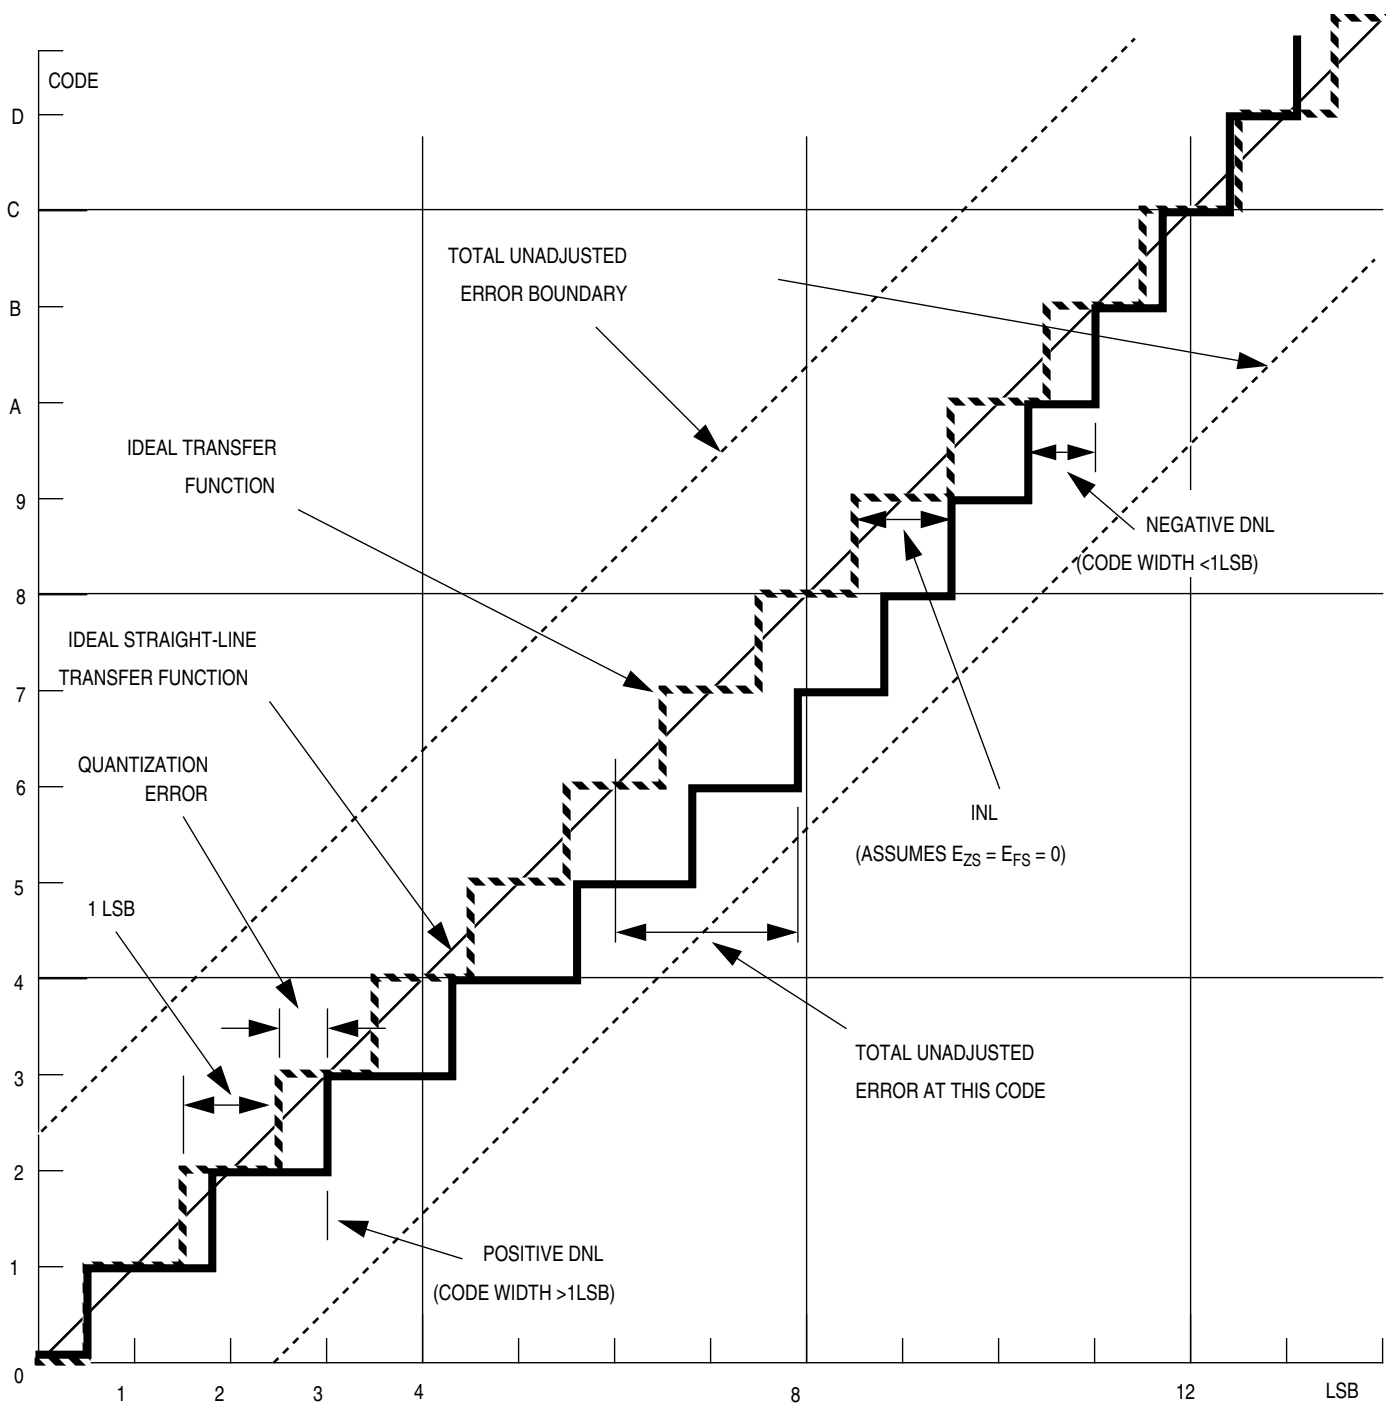 CODE
D
C
TOTAL UNADJUSTED
ERROR BOUNDARY
B
A
IDEAL TRANSFER
FUNCTION
9
NEGATIVE DNL
(CODE WIDTH <1LSB)
8
IDEAL STRAIGHT-LINE
TRANSFER FUNCTION
7
QUANTIZATION
ERROR
6
INL
(ASSUMES EZS = EFS = 0)
5
1 LSB
4
TOTAL UNADJUSTED
ERROR AT THIS CODE
3
2
POSITIVE DNL
(CODE WIDTH >1LSB)
1
0
1 2 3 4 8 12 LSB